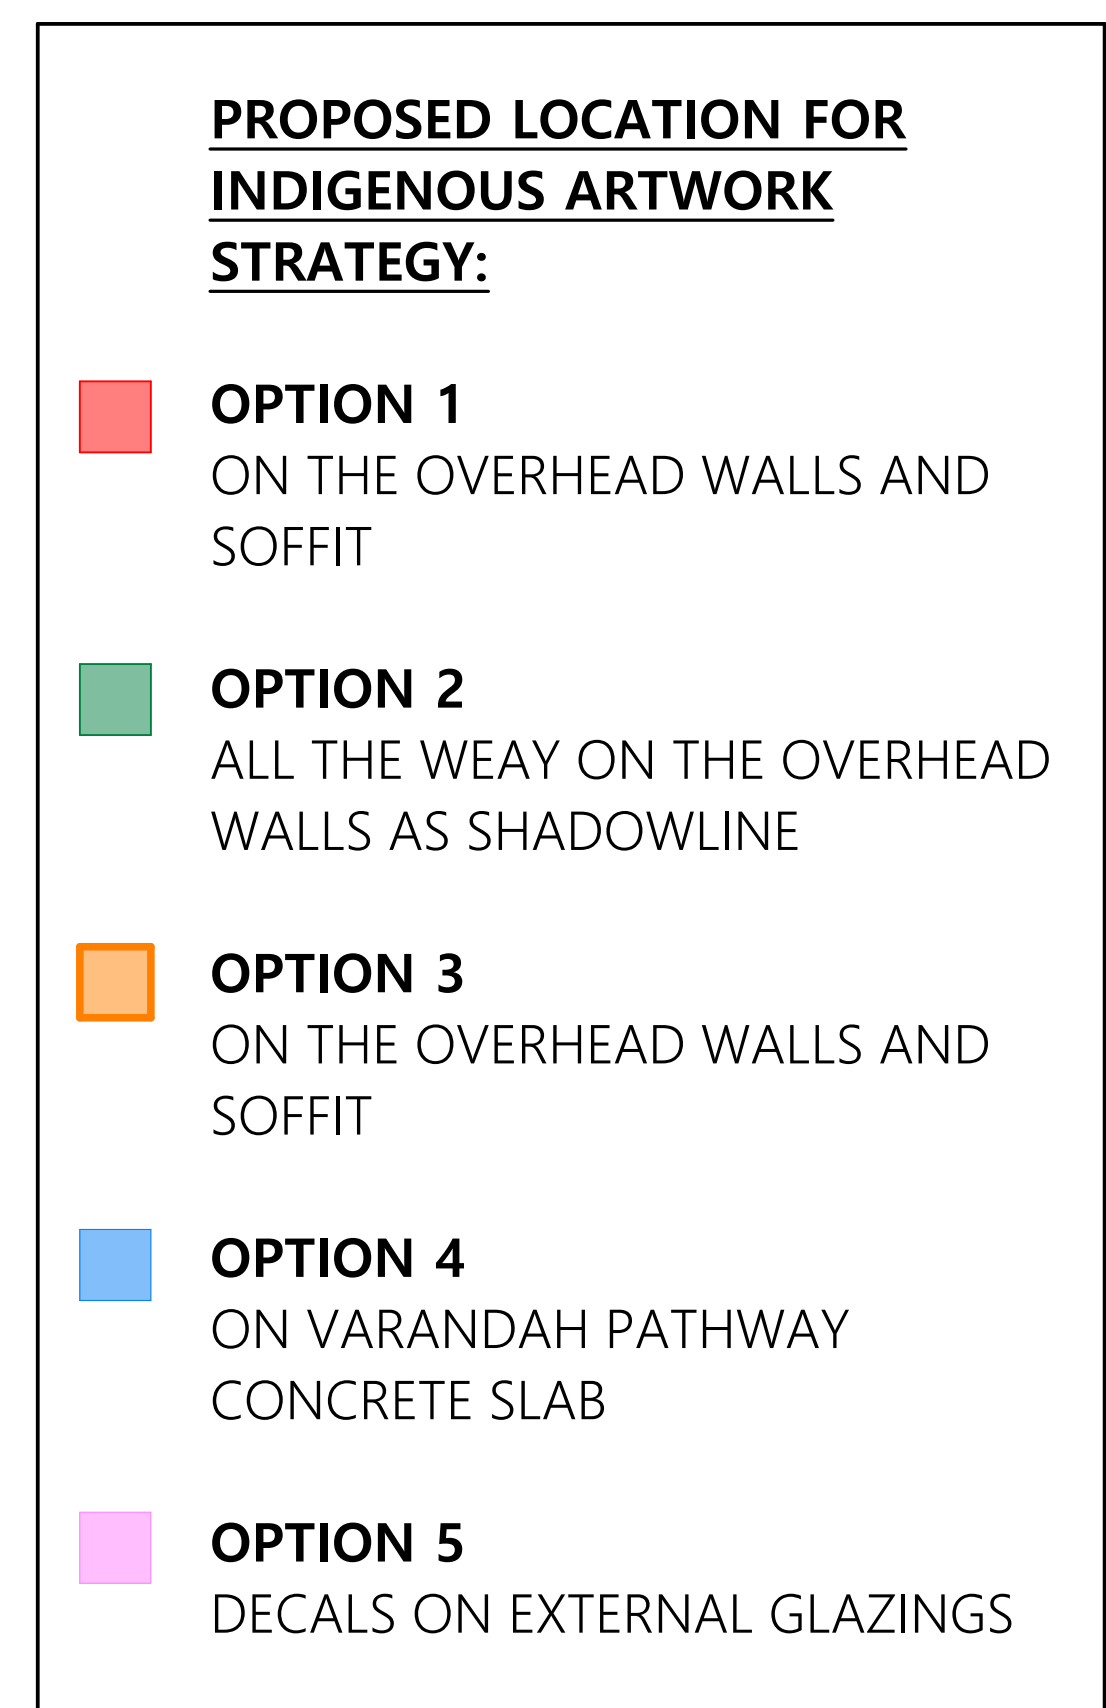 PROPOSED LOCATION FOR
INDIGENOUS ARTWORK
STRATEGY:
OPTION 1
ON THE OVERHEAD WALLS AND
SOFFIT
OPTION 2
ALL THE WEAY ON THE OVERHEAD
WALLS AS SHADOWLINE
OPTION 3
ON THE OVERHEAD WALLS AND
SOFFIT
OPTION 4
ON VARANDAH PATHWAY
CONCRETE SLAB
OPTION 5
DECALS ON EXTERNAL GLAZINGS